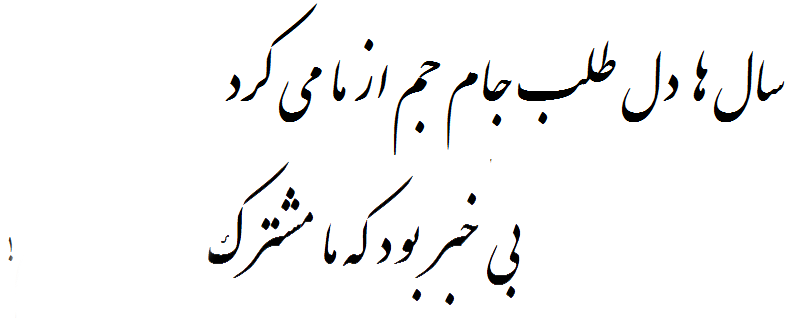 سال ها دل طلب جام جم از ما می کرد
بی خبر بود که ما مشترک
!